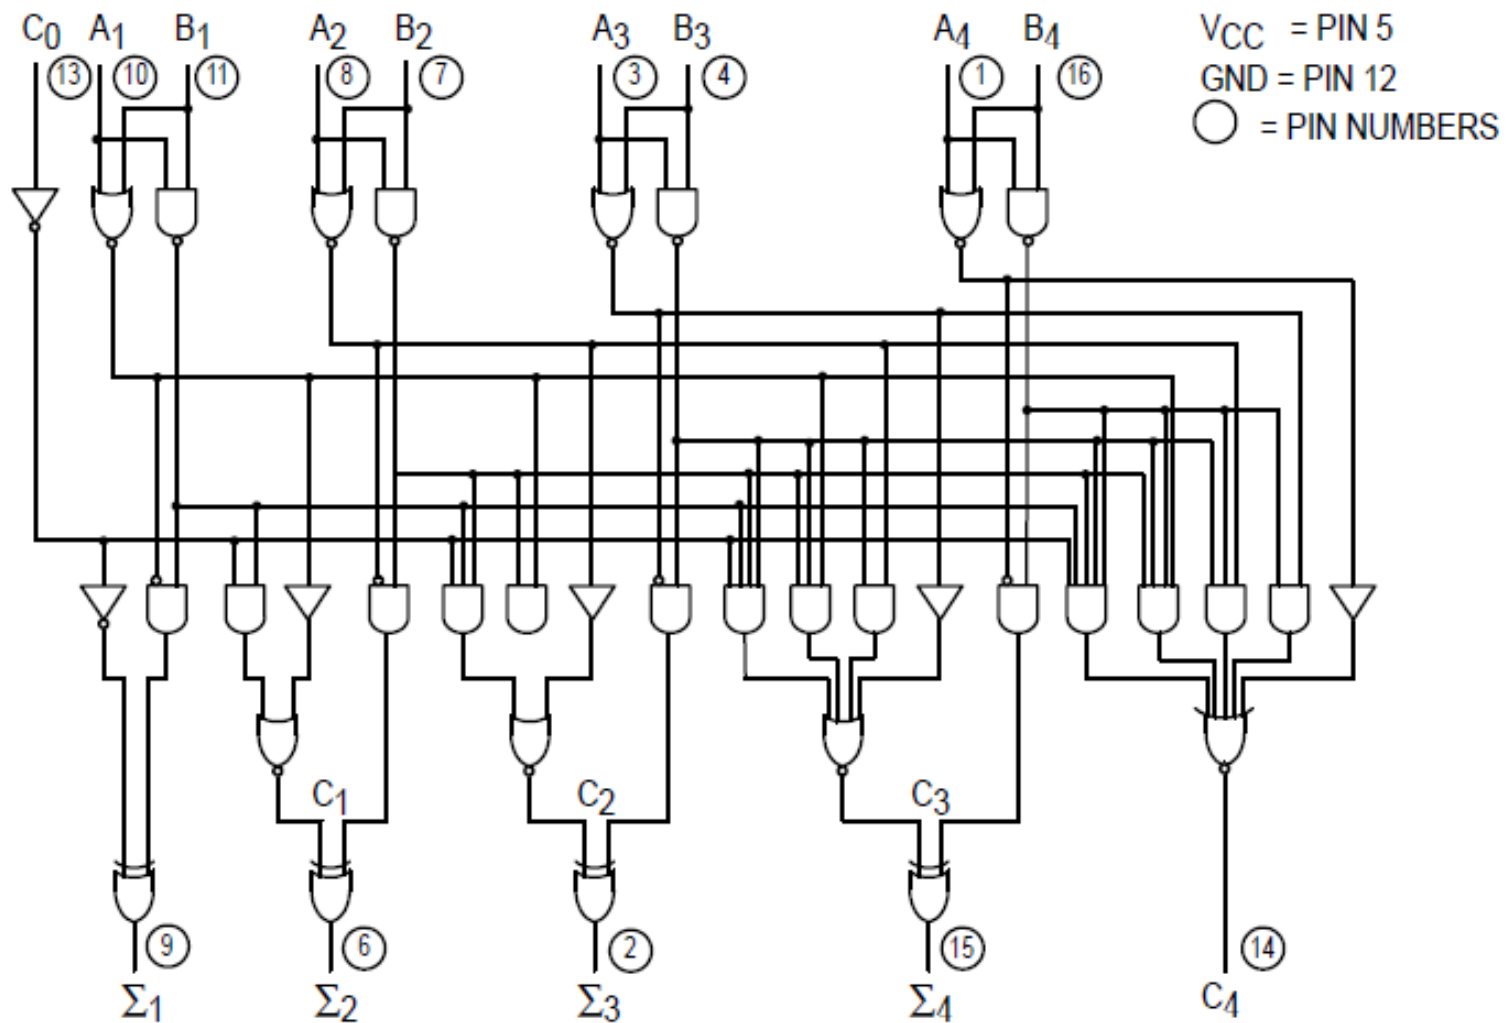 C0 A1 B1 A2 B2 A3 B3 A4 B4 VCC = PIN 5
13 10 11 8 7 3 4 1 16 GND = PIN 12
= PIN NUMBERS
C1 C2 C3
9 6 2 15 14
Σ1 Σ2 Σ3 Σ4 C4